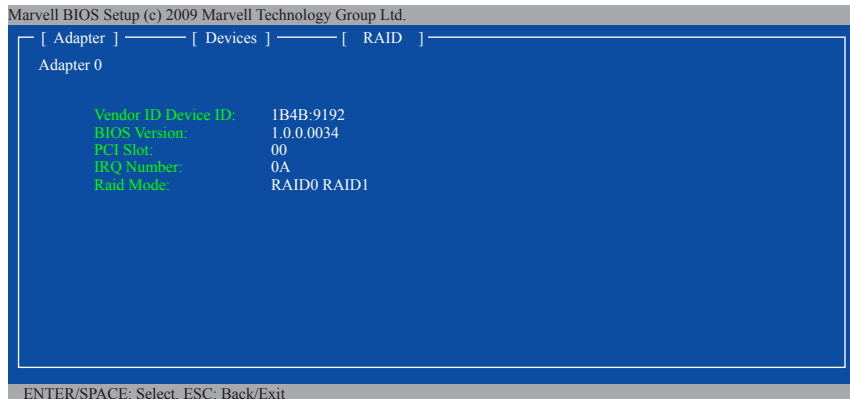 Marvell BIOS Setup (c) 2009 Marvell Technology Group Ltd.
[ Adapter ] [ Devices ] [ RAID ]
Adapter 0
Vendor ID Device ID: 1B4B:9192
BIOS Version: 1.0.0.0034
PCI Slot: 00
IRQ Number: 0A
Raid Mode: RAID0 RAID1
ENTER/SPACE: Select, ESC: Back/Exit